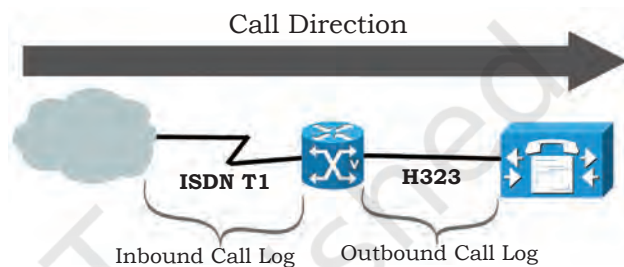 Call Direction
V
ISDN T1
H323
Inbound Call Log
Outbound Call Log